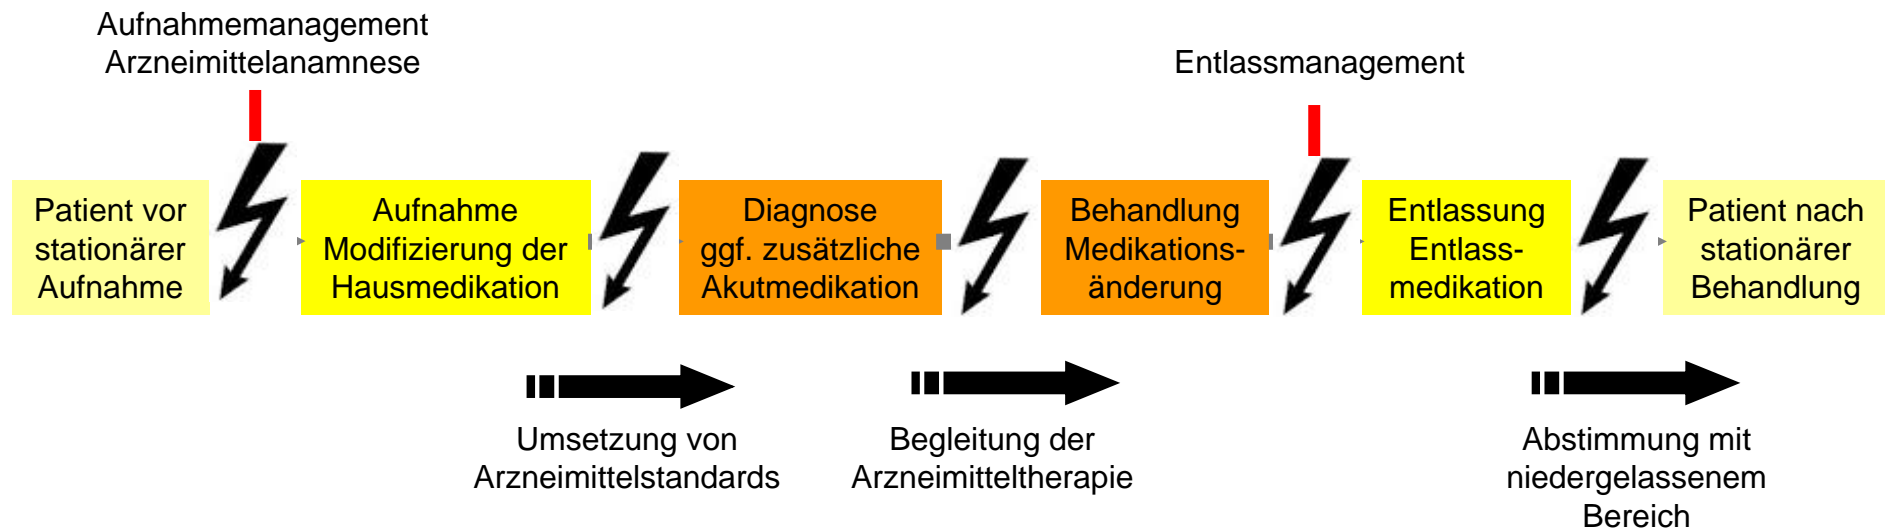 Aufnahmemanagement
Arzneimittelanamnese
Entlassmanagement
Patient vor
stationärer
Aufnahme
Aufnahme
Modifizierung der
Hausmedikation
Diagnose
ggf. zusätzliche
Akutmedikation
Behandlung
Medikations-
änderung
Entlassung
Entlass-
medikation
Patient nach
stationärer
Behandlung
Umsetzung von
Arzneimittelstandards
Begleitung der
Arzneimitteltherapie
Abstimmung mit
niedergelassenem
Bereich